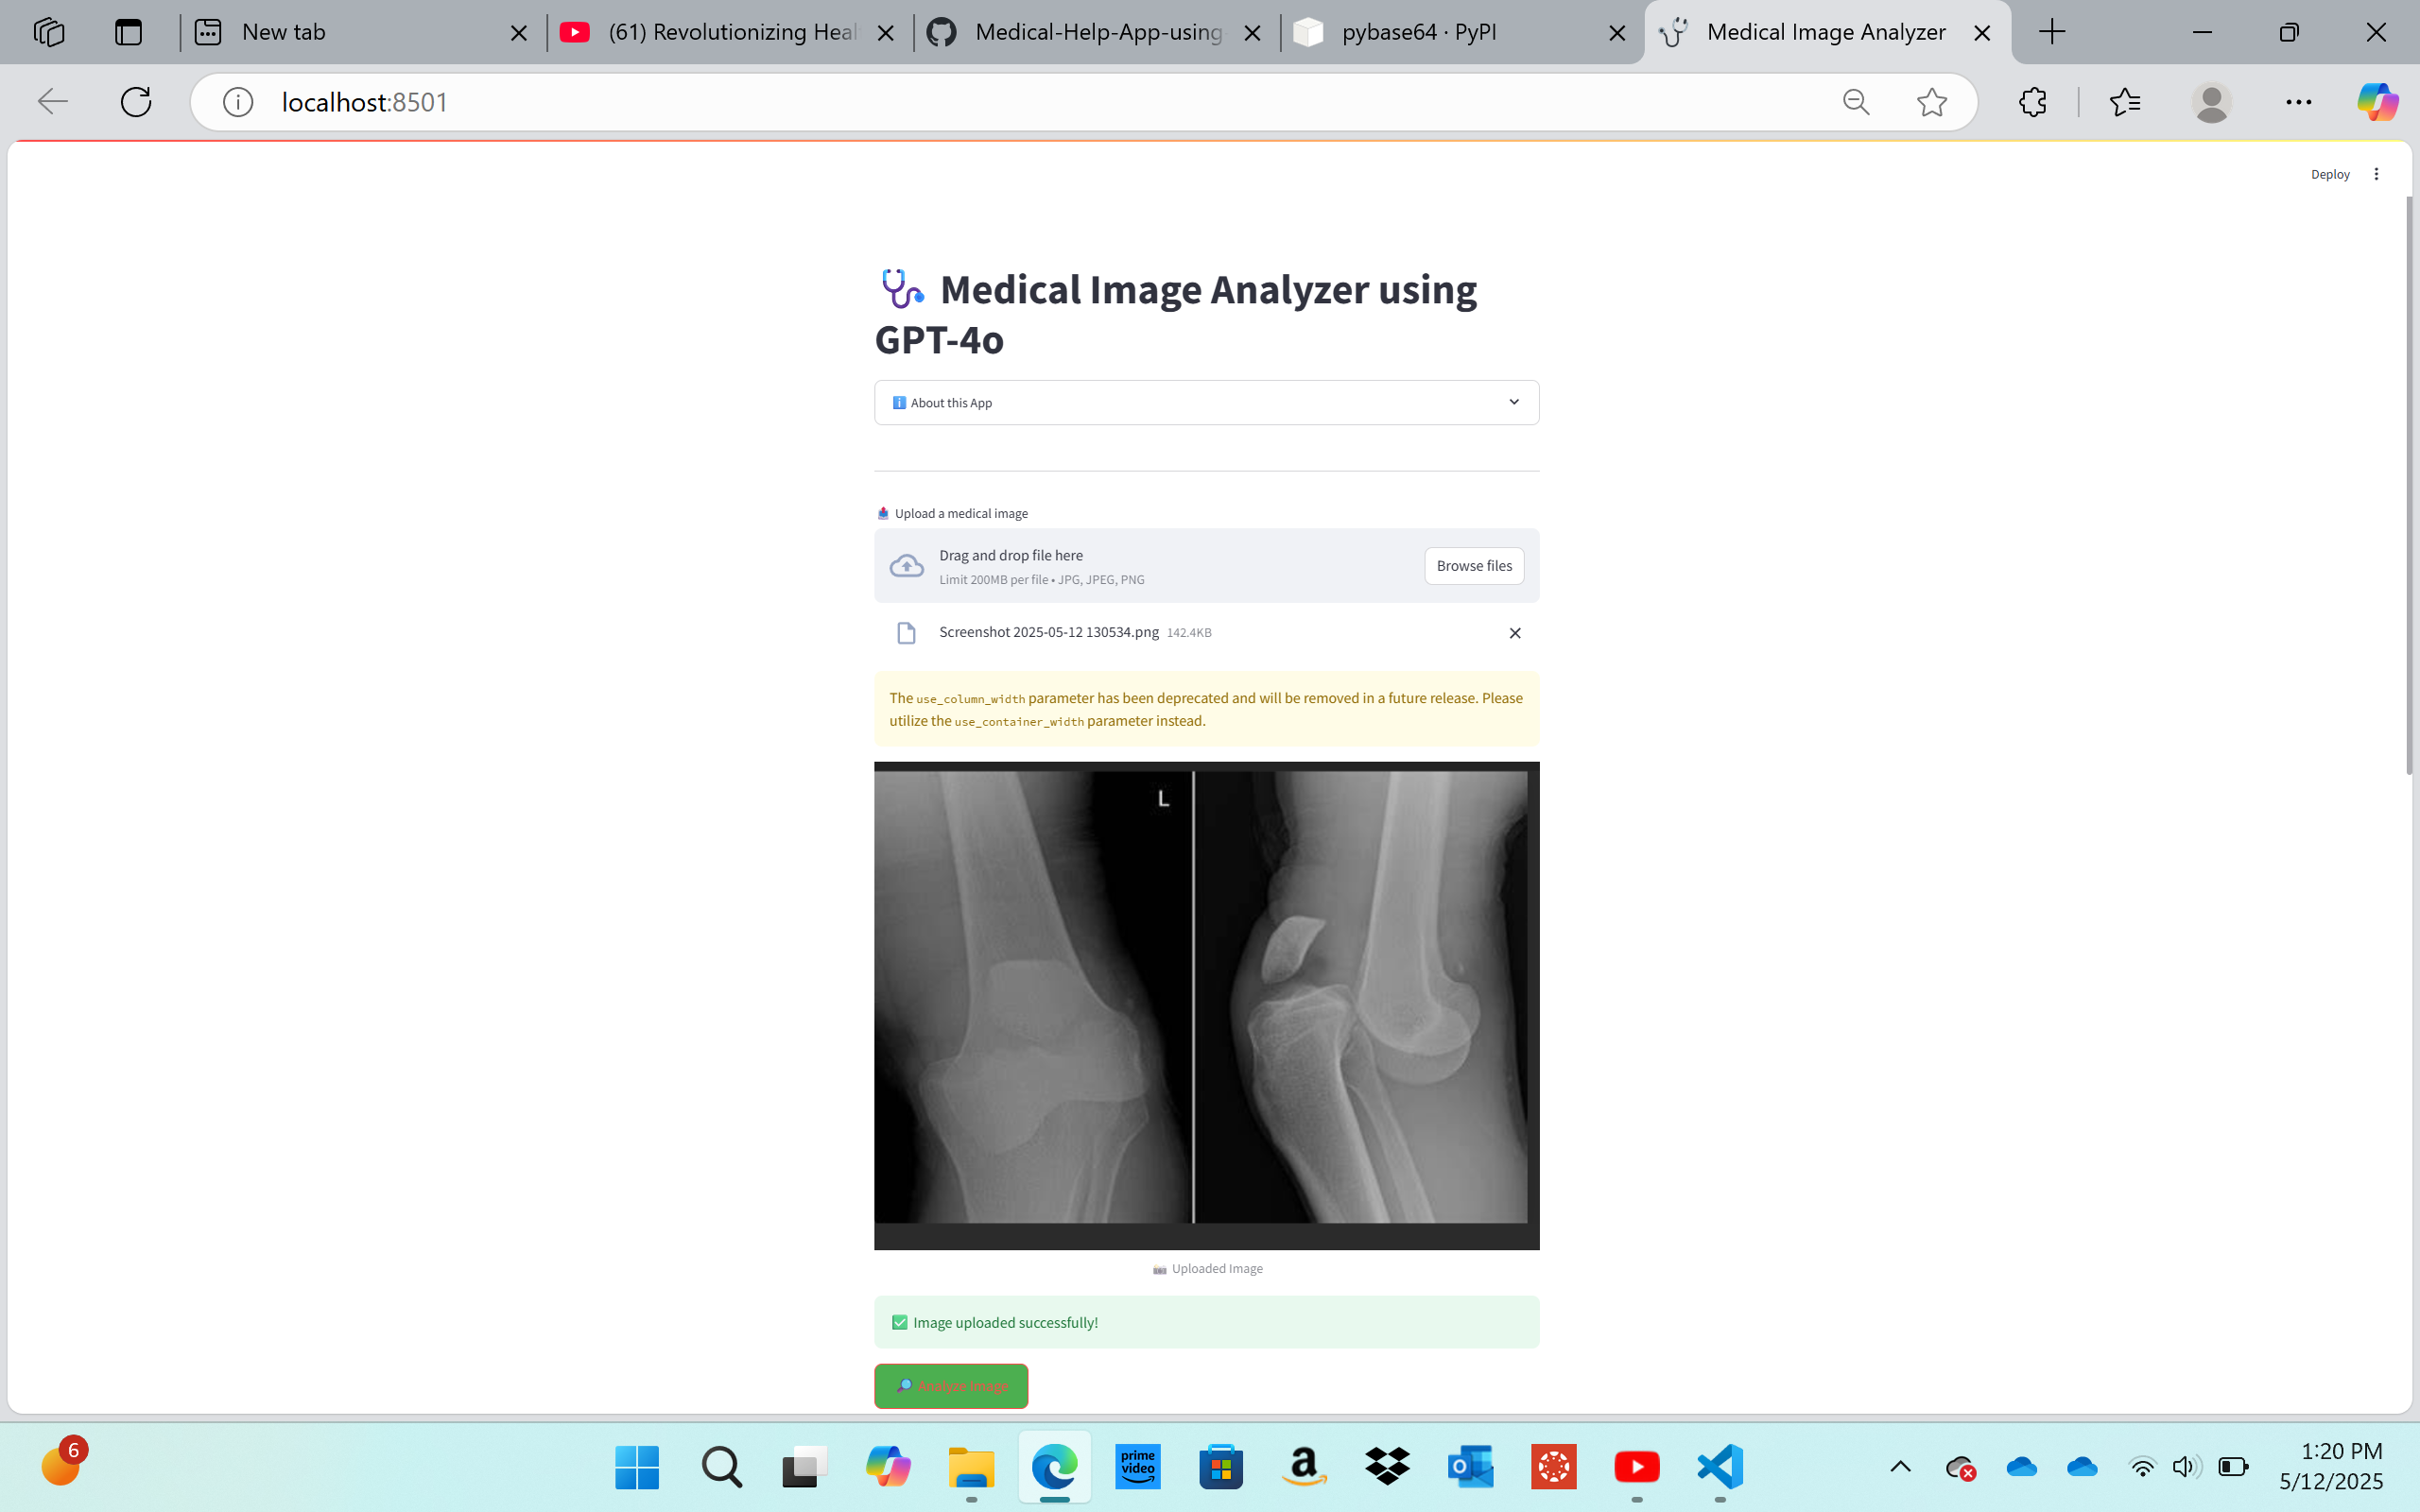 New tab
(61) Revolutionizing Heal
Medical-Help-App-using-
pybase64 · PyPI
Medical Image Analyzer
localhost:8501
Deploy
Medical Image Analyzer using
GPT-4o
About this App
Upload a medical image
Drag and drop file here
Limit 200MB per file • JPG, JPEG, PNG
Browse files
Screenshot 2025-05-12 130534.png 142.4KB
The use_column_width parameter has been deprecated and will be removed in a future release. Please
utilize the use_container_width parameter instead.
L
Uploaded Image
Image uploaded successfully!
Analyze Image
6
prime
video
a
1:20 PM
5/12/2025